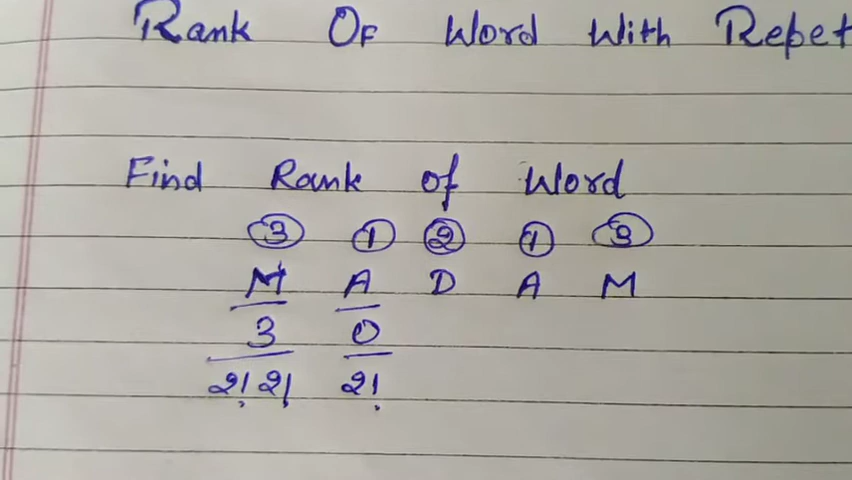 Rank Of Word With Repet
Find Rank of Word
3 1 2 1 3
M A D A M
3 0
2! 2! 2!